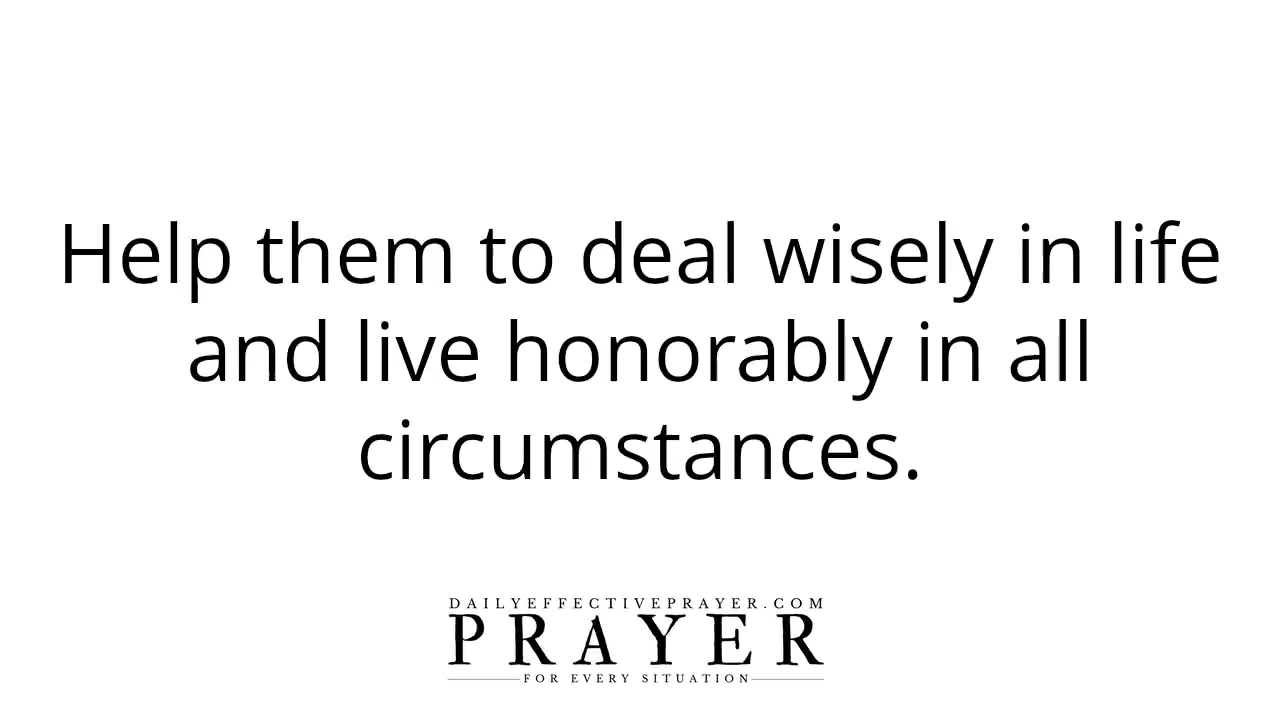 Help them to deal wisely in life
and live honorably in all
circumstances.
DAILYEFFECTIVEPRAYER.COM
PRAYER
FOR EVERY SITUATION